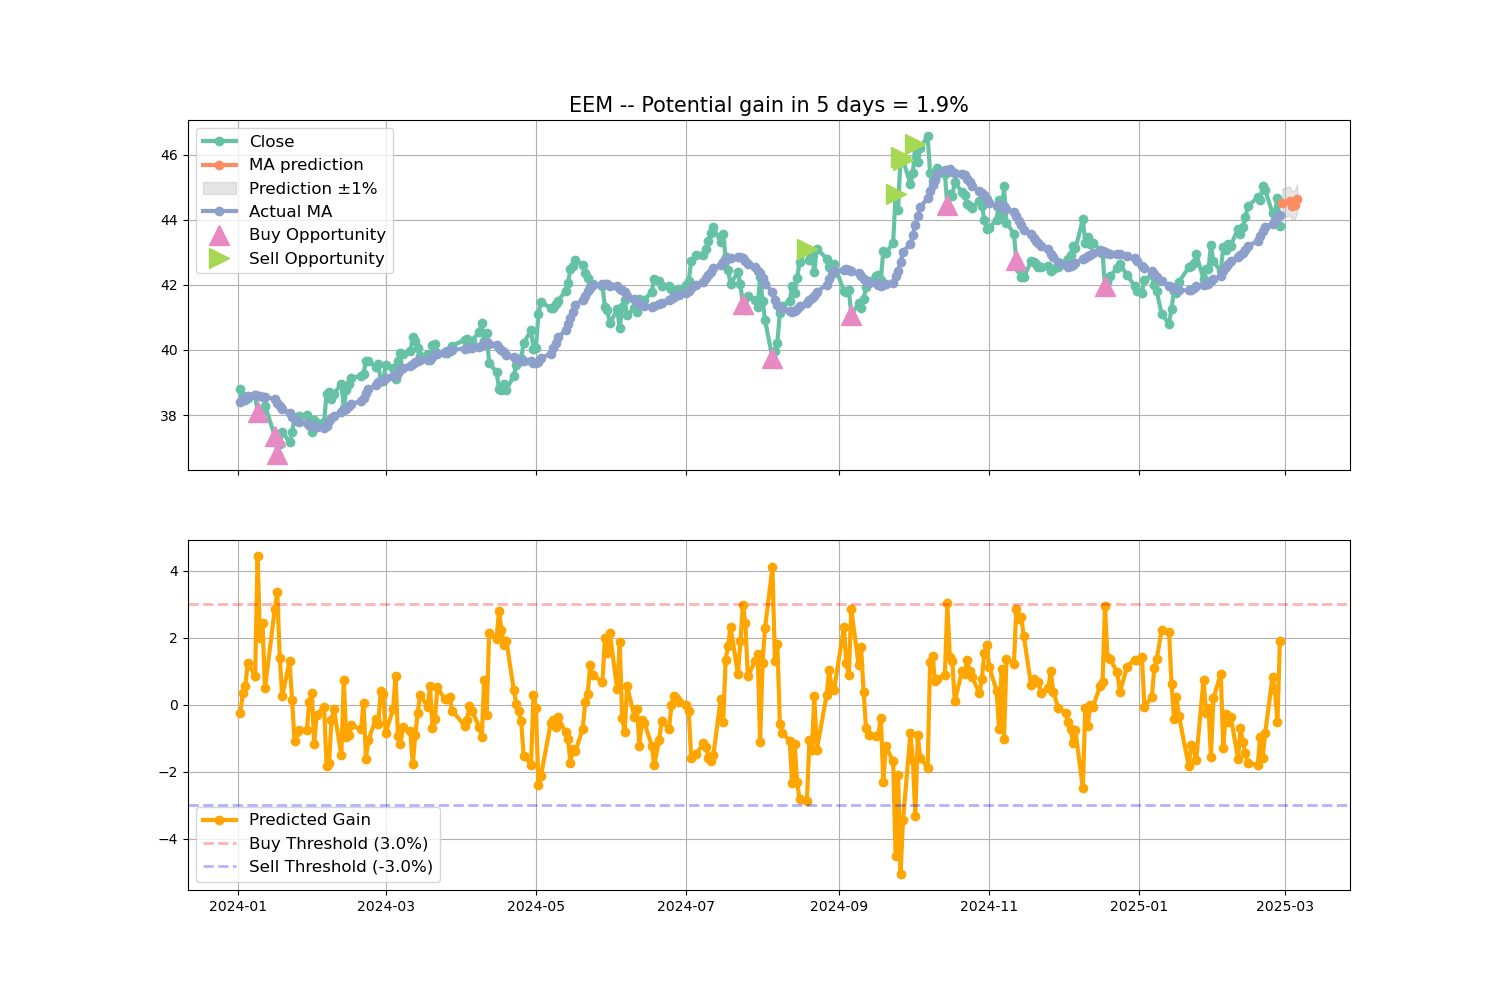 EEM -- Potential gain in 5 days = 1.9%
Close
MA prediction
Prediction ±1%
Actual MA
Buy Opportunity
Sell Opportunity
46
44
42
40
38
4
2
0
−2
−4
Predicted Gain
Buy Threshold (3.0%)
Sell Threshold (-3.0%)
2024-01 2024-03 2024-05 2024-07 2024-09 2024-11 2025-01 2025-03